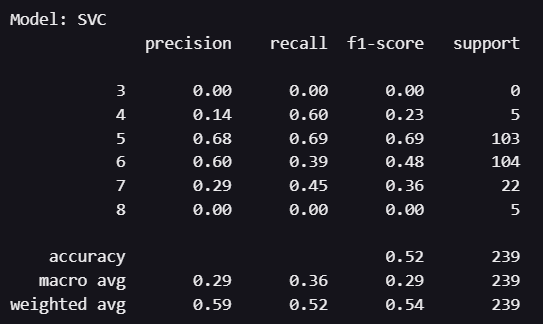 Model: SVC
precision recall f1-score support
3 0.00 0.00 0.00 0
4 0.14 0.60 0.23 5
5 0.68 0.69 0.69 103
6 0.60 0.39 0.48 104
7 0.29 0.45 0.36 22
8 0.00 0.00 0.00 5
accuracy 0.52 239
macro avg 0.29 0.36 0.29 239
weighted avg 0.59 0.52 0.54 239